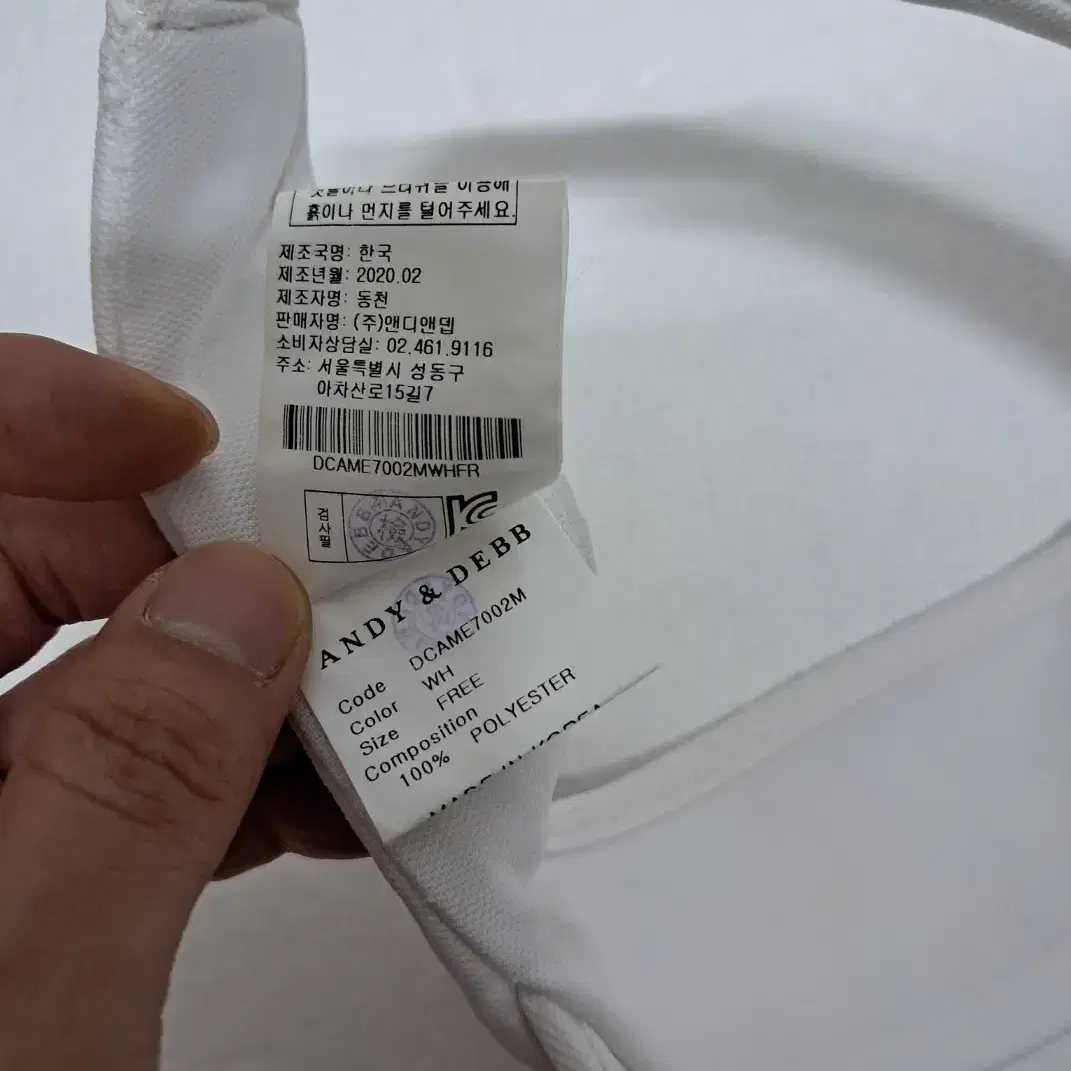 흙이나 먼지를 털어주세요.
제조국명: 한국
제조년월: 2020.02
제조자명: 동천
판매자명: (주)앤디앤뎁
소비자상담실: 02.461.9116
주소: 서울특별시 성동구
아차산로15길7
DCAME7002MWHFR
검사필
ANDY & DEBB
Code DCAME7002M
Color WH
Size FREE
Composition
100% POLYESTER